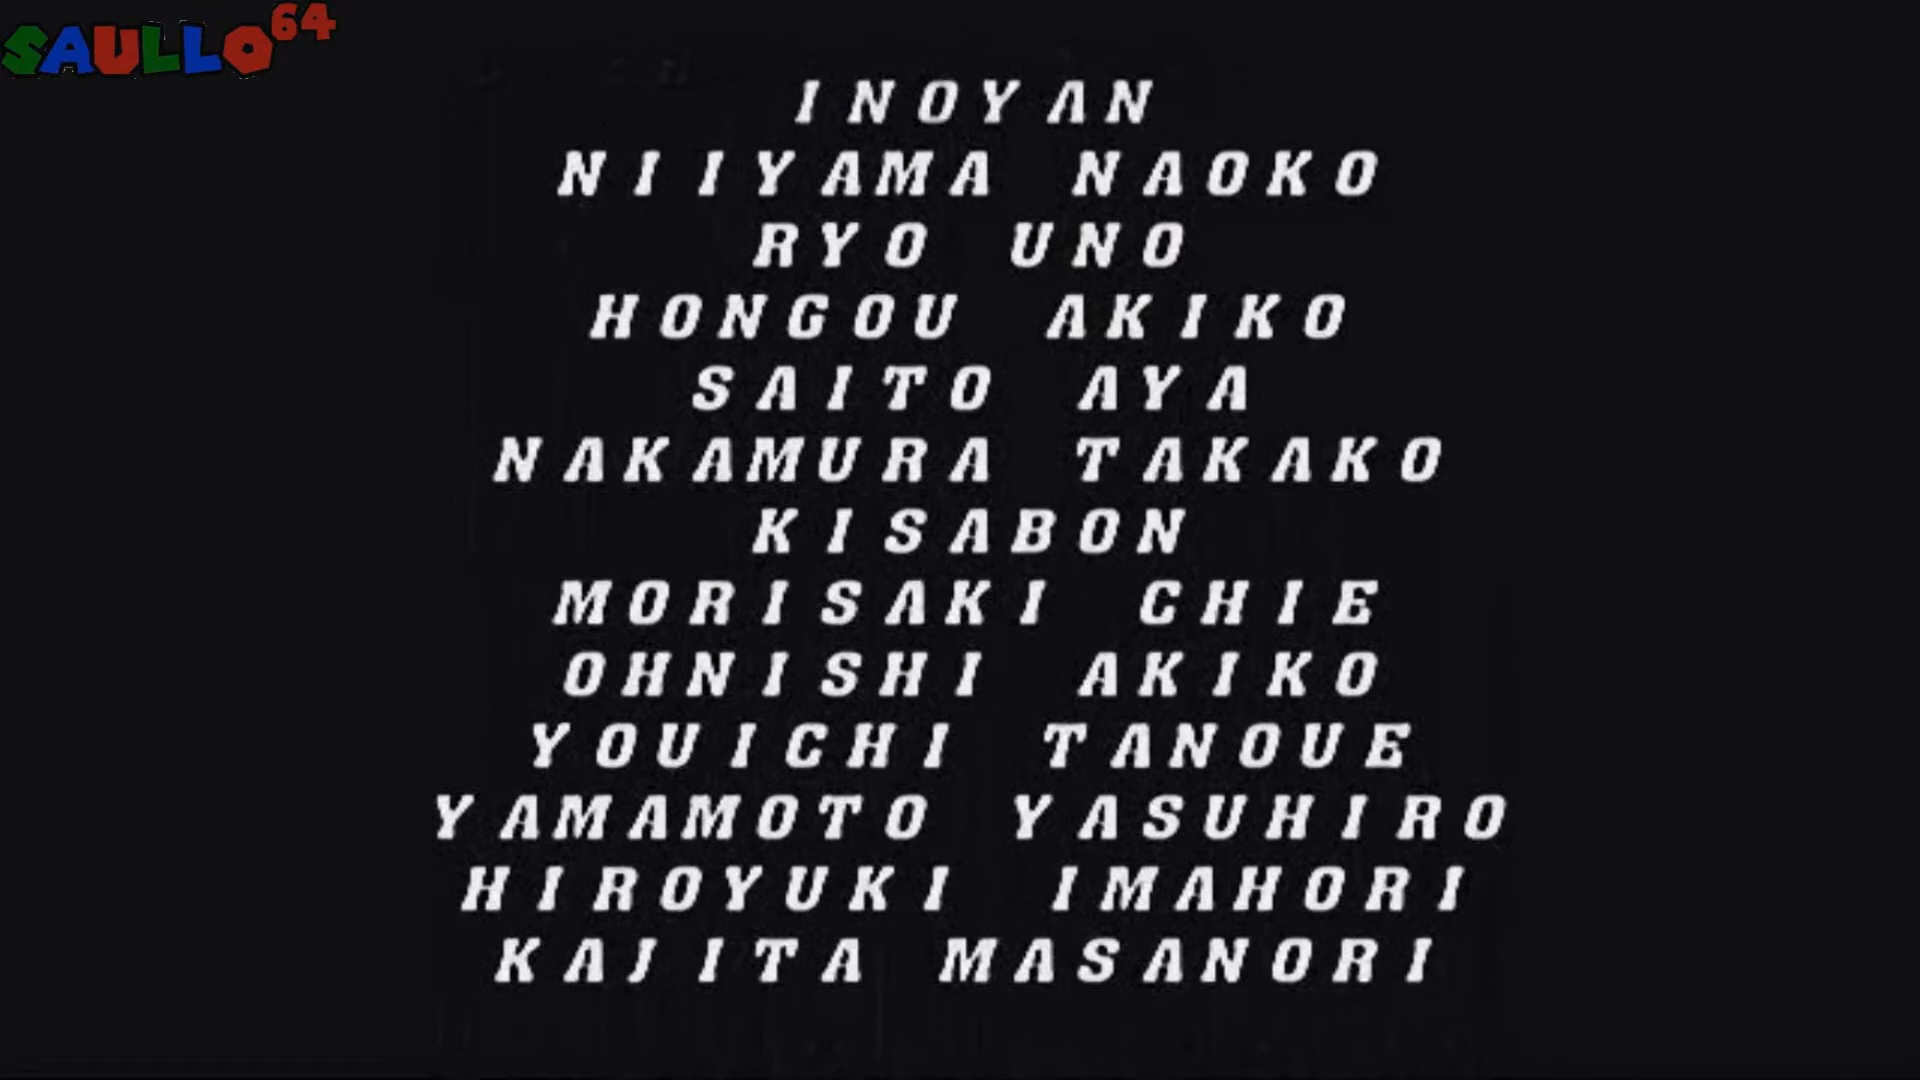 SAULLO64
INOYAN
NIIYAMA NAOKO
RYO UNO
HONGOU AKIKO
SAITO AYA
NAKAMURA TAKAKO
KISABON
MORISAKI CHIE
OHNISHI AKIKO
YOUICHI TANOUE
YAMAMOTO YASUHIRO
HIROYUKI IMAHORI
KAJITA MASANORI